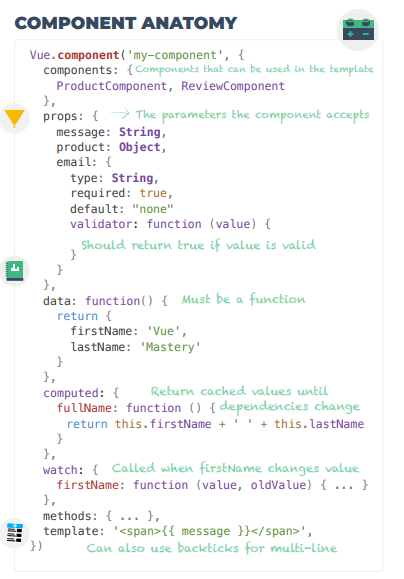 COMPONENT ANATOMY
Vue.component('my-component', {
components: { Components that can be used in the template
ProductComponent, ReviewComponent
},
props: { The parameters the component accepts
message: String,
product: Object,
email: {
type: String,
required: true,
default: "none"
validator: function (value) {
Should return true if value is valid
}
}
},
data: function() { Must be a function
return {
firstName: 'Vue',
lastName: 'Mastery'
}
},
computed: { Return cached values until
fullName: function () { dependencies change
return this.firstName + ' ' + this.lastName
}
},
watch: { Called when firstName changes value
firstName: function (value, oldValue) { ... }
},
methods: { ... },
template: '<span>{{ message }}</span>',
}) Can also use backticks for multi-line